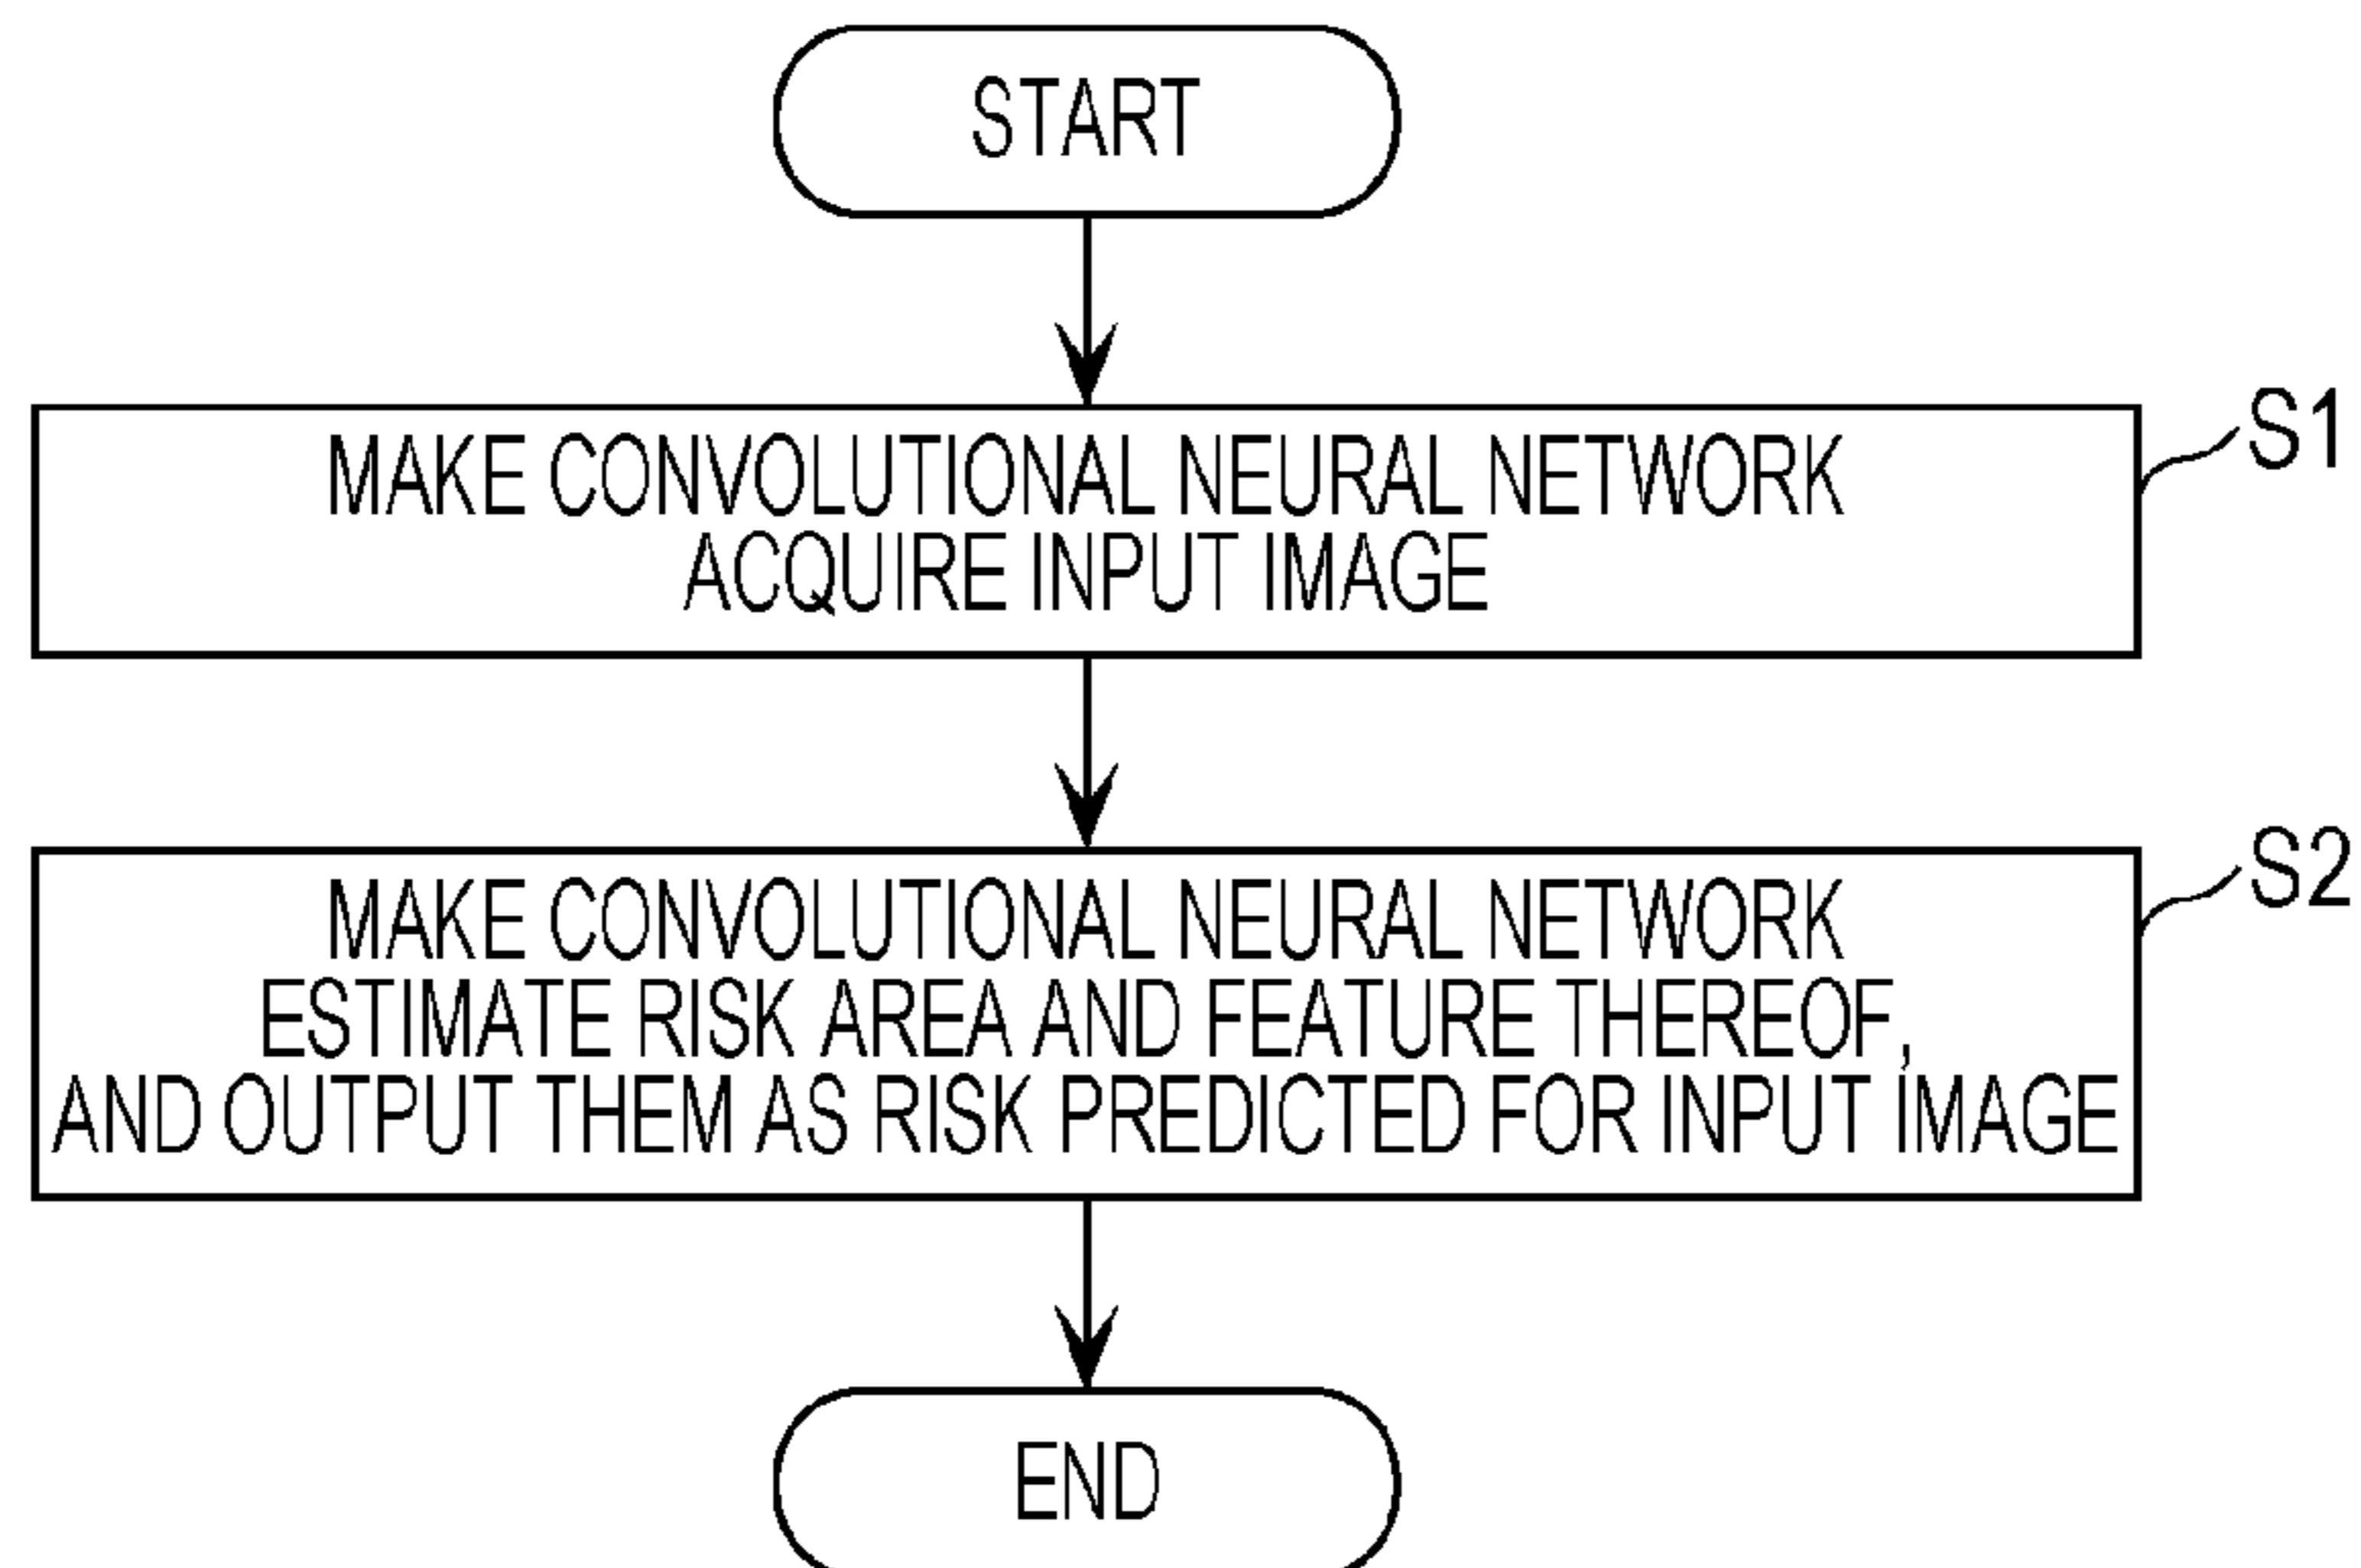 START
MAKE CONVOLUTIONAL NEURAL NETWORK
ACQUIRE INPUT IMAGE
S1
MAKE CONVOLUTIONAL NEURAL NETWORK
ESTIMATE RISK AREA AND FEATURE THEREOF,
AND OUTPUT THEM AS RISK PREDICTED FOR INPUT IMAGE
S2
END